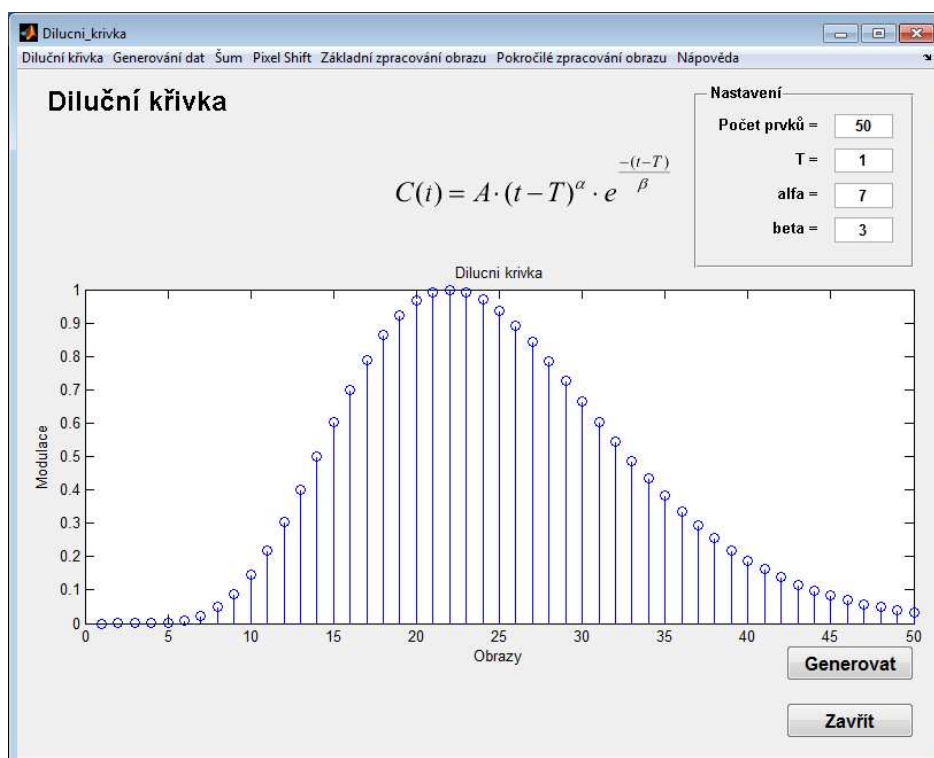 Dilucni_krivka
Diluční křivka Generování dat Šum Pixel Shift Základní zpracování obrazu Pokročilé zpracování obrazu Nápověda
Diluční křivka
Nastavení
Počet prvků = 50
T = 1
alfa = 7
beta = 3
C(t) = A·(t−T)^α · e^(−(t−T)/β)
Dilucni krivka
1
0.9
0.8
0.7
0.6
0.5
0.4
0.3
0.2
0.1
0
Modulace
0 5 10 15 20 25 30 35 40 45 50
Obrazy
Generovat
Zavřít